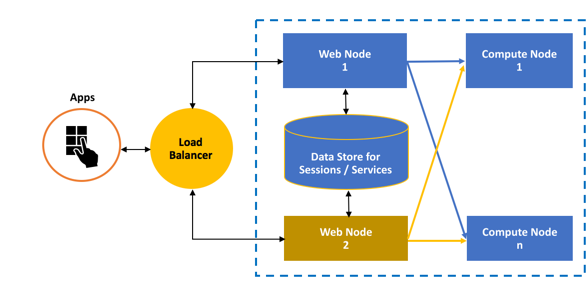 Apps
Load
Balancer
Web Node
1
Data Store for
Sessions / Services
Web Node
2
Compute Node
1
Compute Node
n